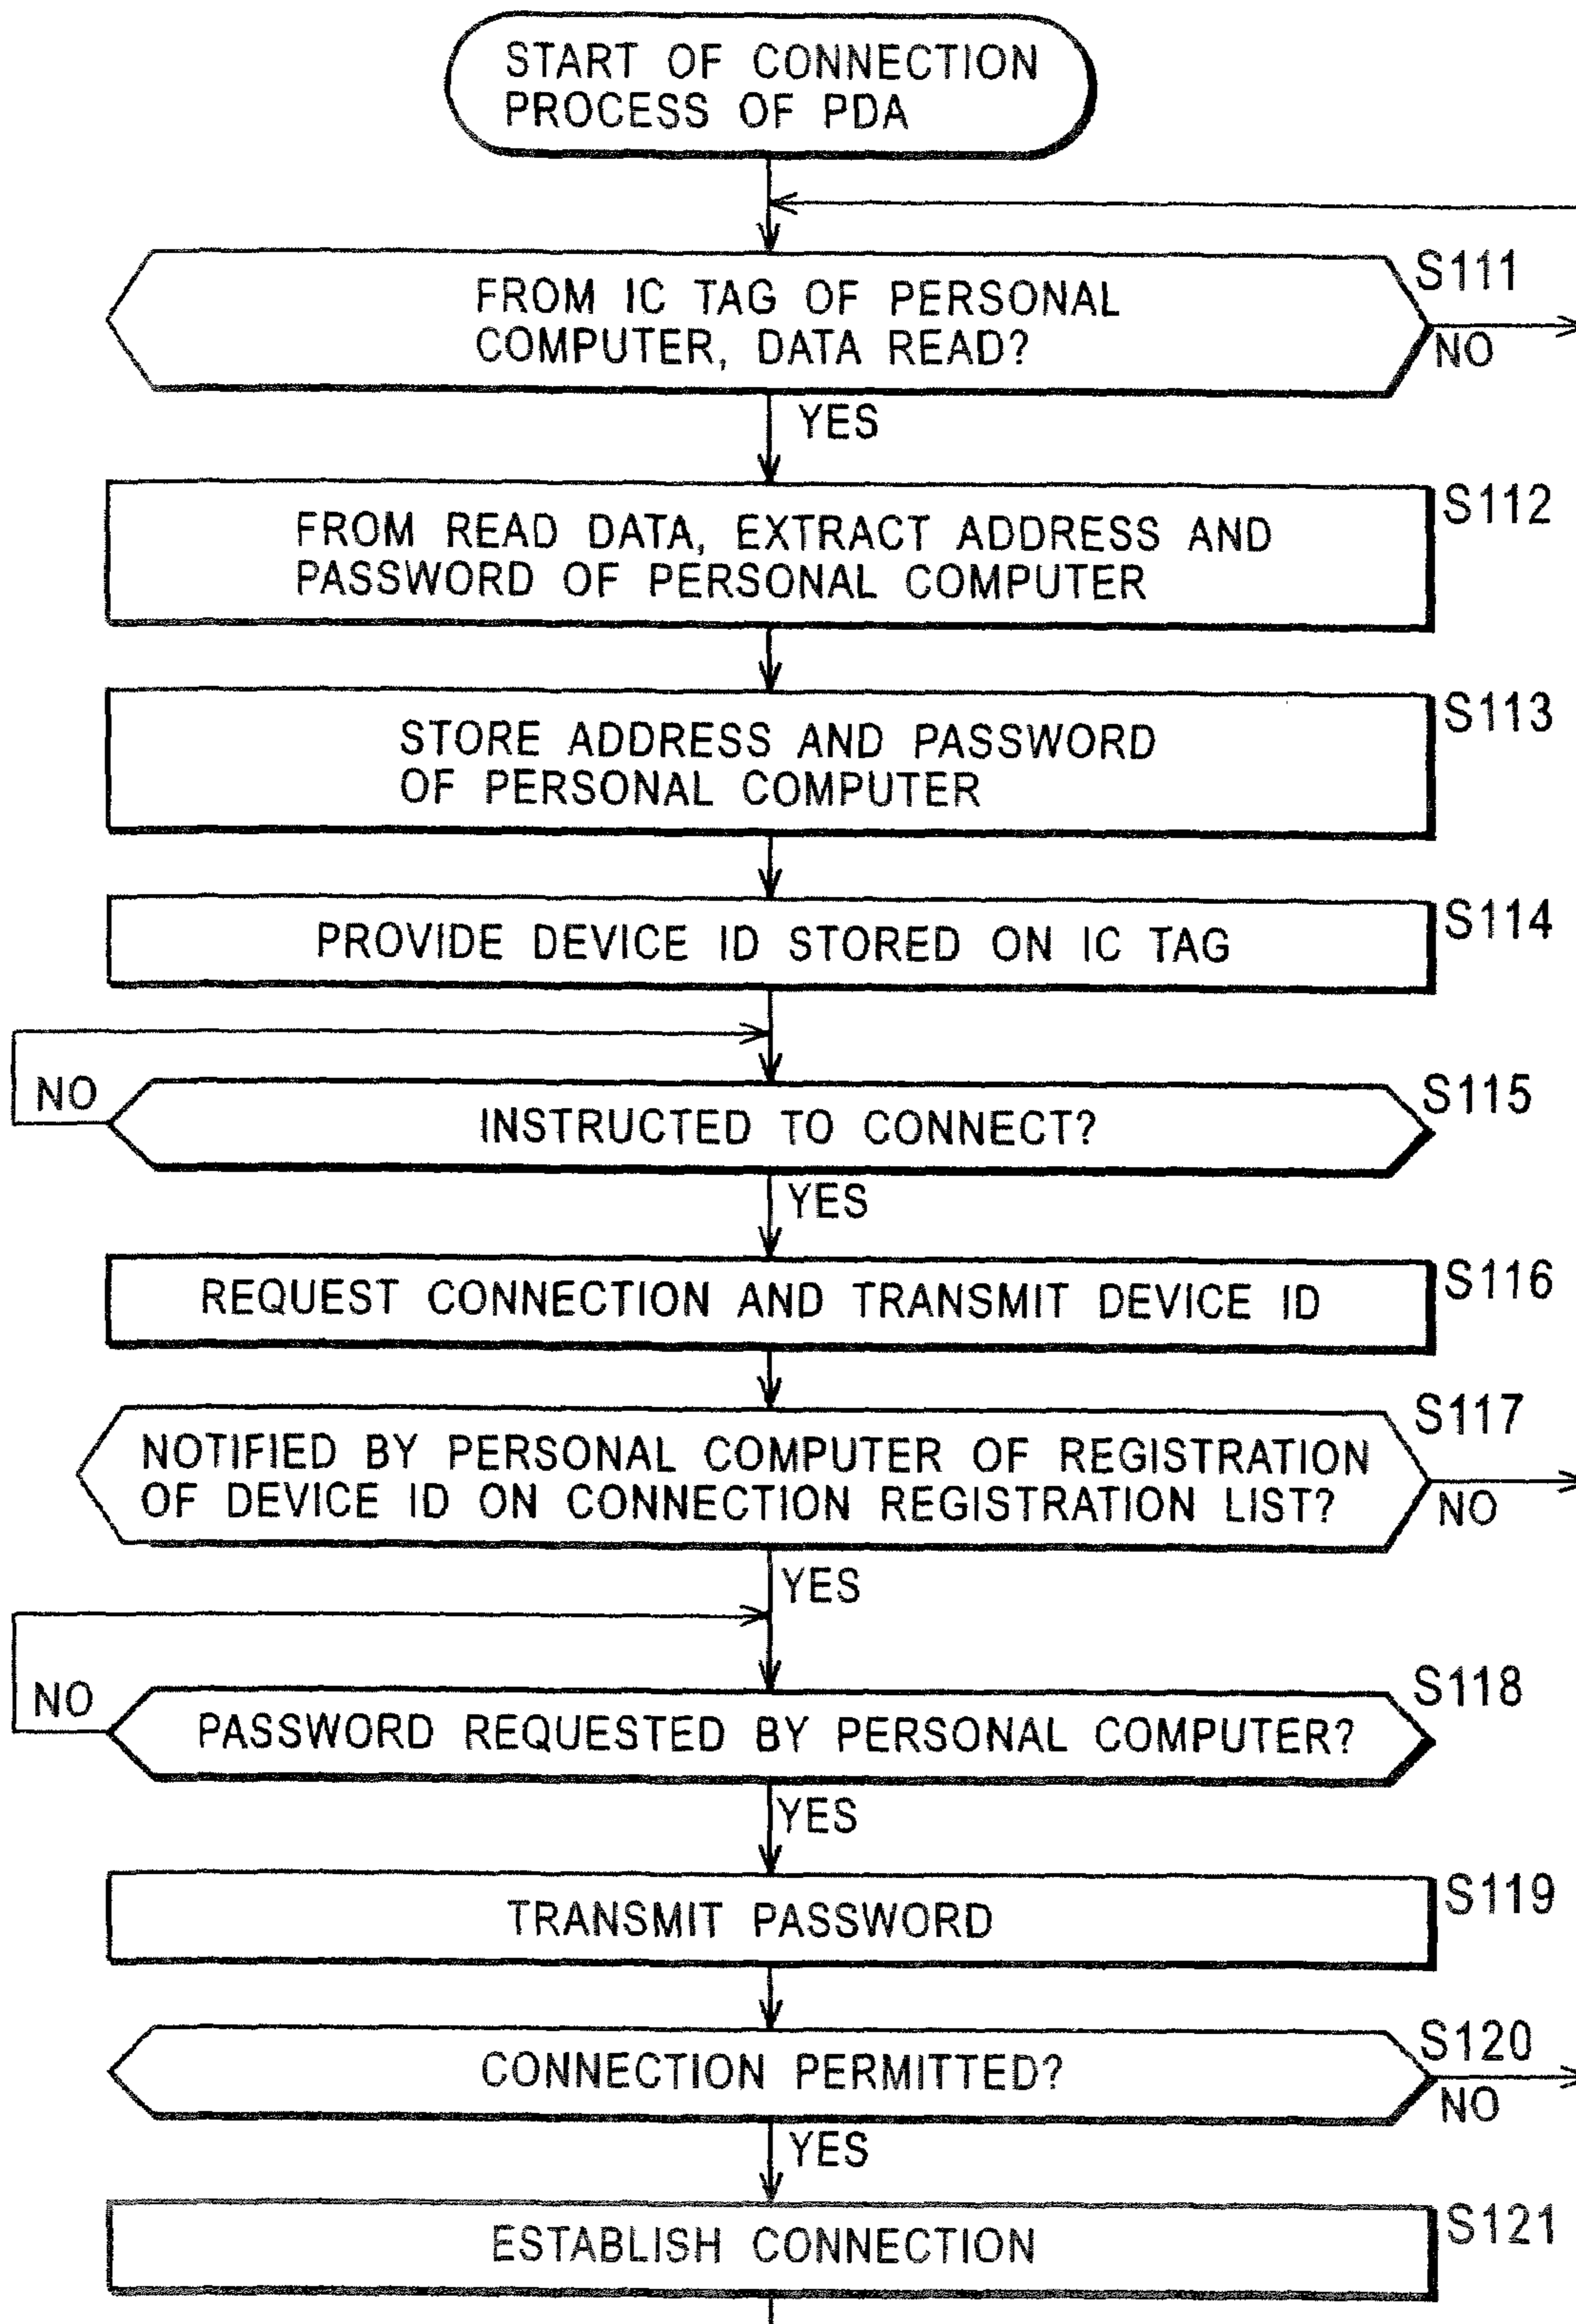 START OF CONNECTION
PROCESS OF PDA
S111
FROM IC TAG OF PERSONAL
COMPUTER, DATA READ?
NO
YES
S112
FROM READ DATA, EXTRACT ADDRESS AND
PASSWORD OF PERSONAL COMPUTER
S113
STORE ADDRESS AND PASSWORD
OF PERSONAL COMPUTER
S114
PROVIDE DEVICE ID STORED ON IC TAG
NO
S115
INSTRUCTED TO CONNECT?
YES
S116
REQUEST CONNECTION AND TRANSMIT DEVICE ID
S117
NOTIFIED BY PERSONAL COMPUTER OF REGISTRATION
OF DEVICE ID ON CONNECTION REGISTRATION LIST?
NO
YES
NO
S118
PASSWORD REQUESTED BY PERSONAL COMPUTER?
YES
S119
TRANSMIT PASSWORD
S120
CONNECTION PERMITTED?
NO
YES
S121
ESTABLISH CONNECTION